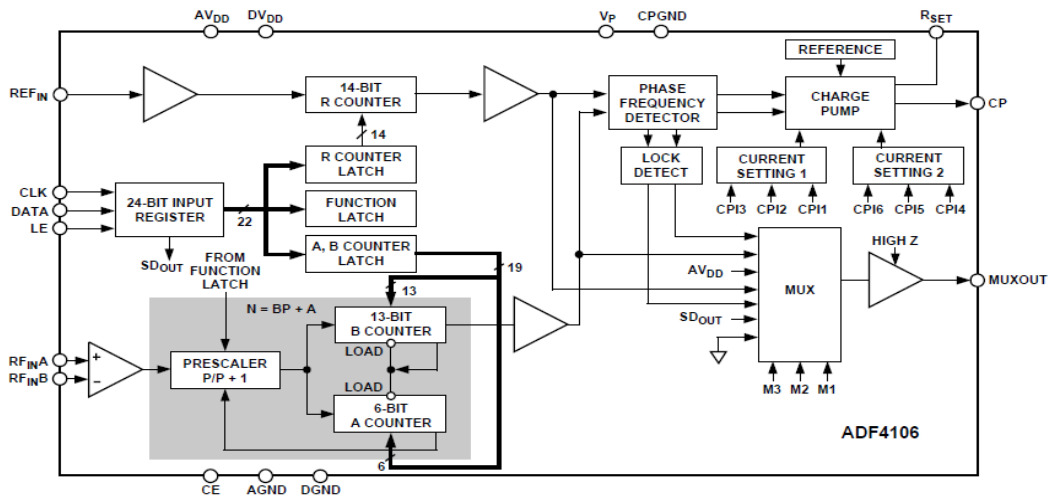 AVDD DVDD VP CPGND RSET
REFERENCE
REFIN
14-BIT
R COUNTER
PHASE
FREQUENCY
DETECTOR
CHARGE
PUMP
CP
14
R COUNTER
LATCH
LOCK
DETECT
CURRENT
SETTING 1
CURRENT
SETTING 2
CLK
DATA
LE
24-BIT INPUT
REGISTER
22
FUNCTION
LATCH
CPI3 CPI2 CPI1 CPI6 CPI5 CPI4
A, B COUNTER
LATCH
SDOUT
FROM
FUNCTION
LATCH
19
13
HIGH Z
AVDD
MUX
MUXOUT
SDOUT
N = BP + A
13-BIT
B COUNTER
LOAD
RFINA
RFINB
+
–
PRESCALER
P/P + 1
LOAD
6-BIT
A COUNTER
M3 M2 M1
6
ADF4106
CE AGND DGND